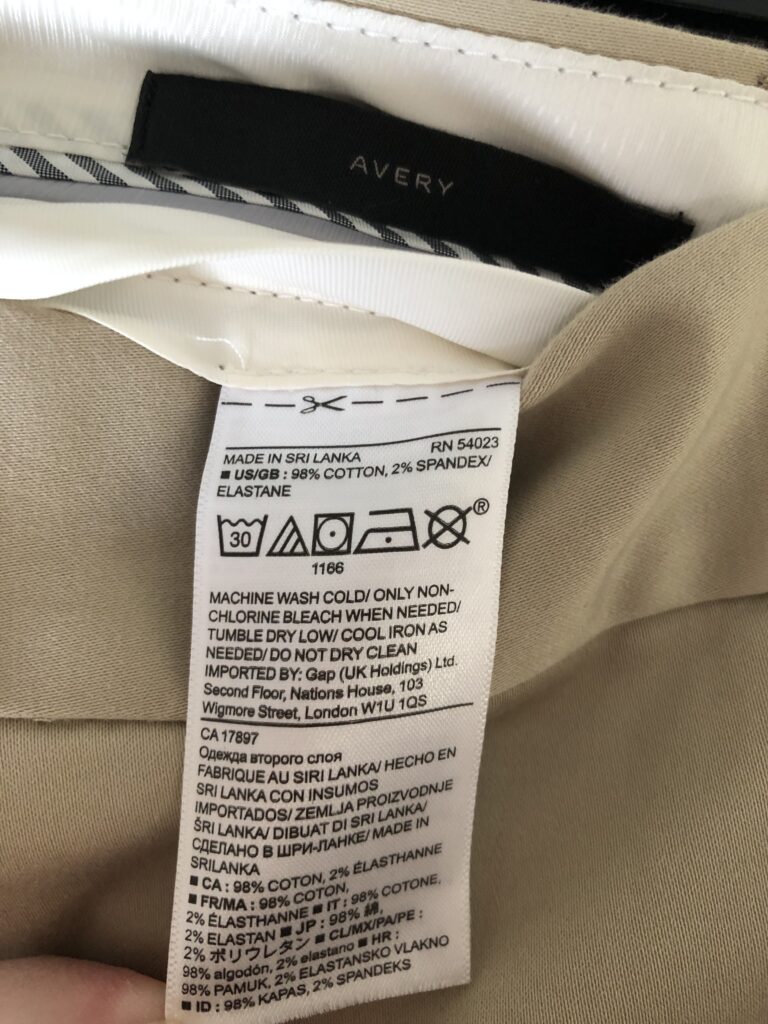 AVERY
MADE IN SRI LANKA RN 54023
■ US/GB : 98% COTTON, 2% SPANDEX/
ELASTANE
30 ®
1166
MACHINE WASH COLD/ ONLY NON-
CHLORINE BLEACH WHEN NEEDED/
TUMBLE DRY LOW/ COOL IRON AS
NEEDED/ DO NOT DRY CLEAN
IMPORTED BY: Gap (UK Holdings) Ltd.
Second Floor, Nations House, 103
Wigmore Street, London W1U 1QS
CA 17897
Одежда второго слоя
FABRIQUE AU SIRI LANKA/ HECHO EN
SRI LANKA CON INSUMOS
IMPORTADOS/ ZEMLJA PROIZVODNJE
ŠRI LANKA/ DIBUAT DI SRI LANKA/
СДЕЛАНО В ШРИ-ЛАНКЕ/ MADE IN
SRILANKA
■ CA : 98% COTON, 2% ÉLASTHANNE
■ FR/MA : 98% COTON,
2% ÉLASTHANNE ■ IT : 98% COTONE,
2% ELASTAN ■ JP : 98% 綿,
2% ポリウレタン ■ CL/MX/PA/PE :
98% algodón, 2% elastano ■ HR :
98% PAMUK, 2% ELASTANSKO VLAKNO
■ ID : 98% KAPAS, 2% SPANDEKS